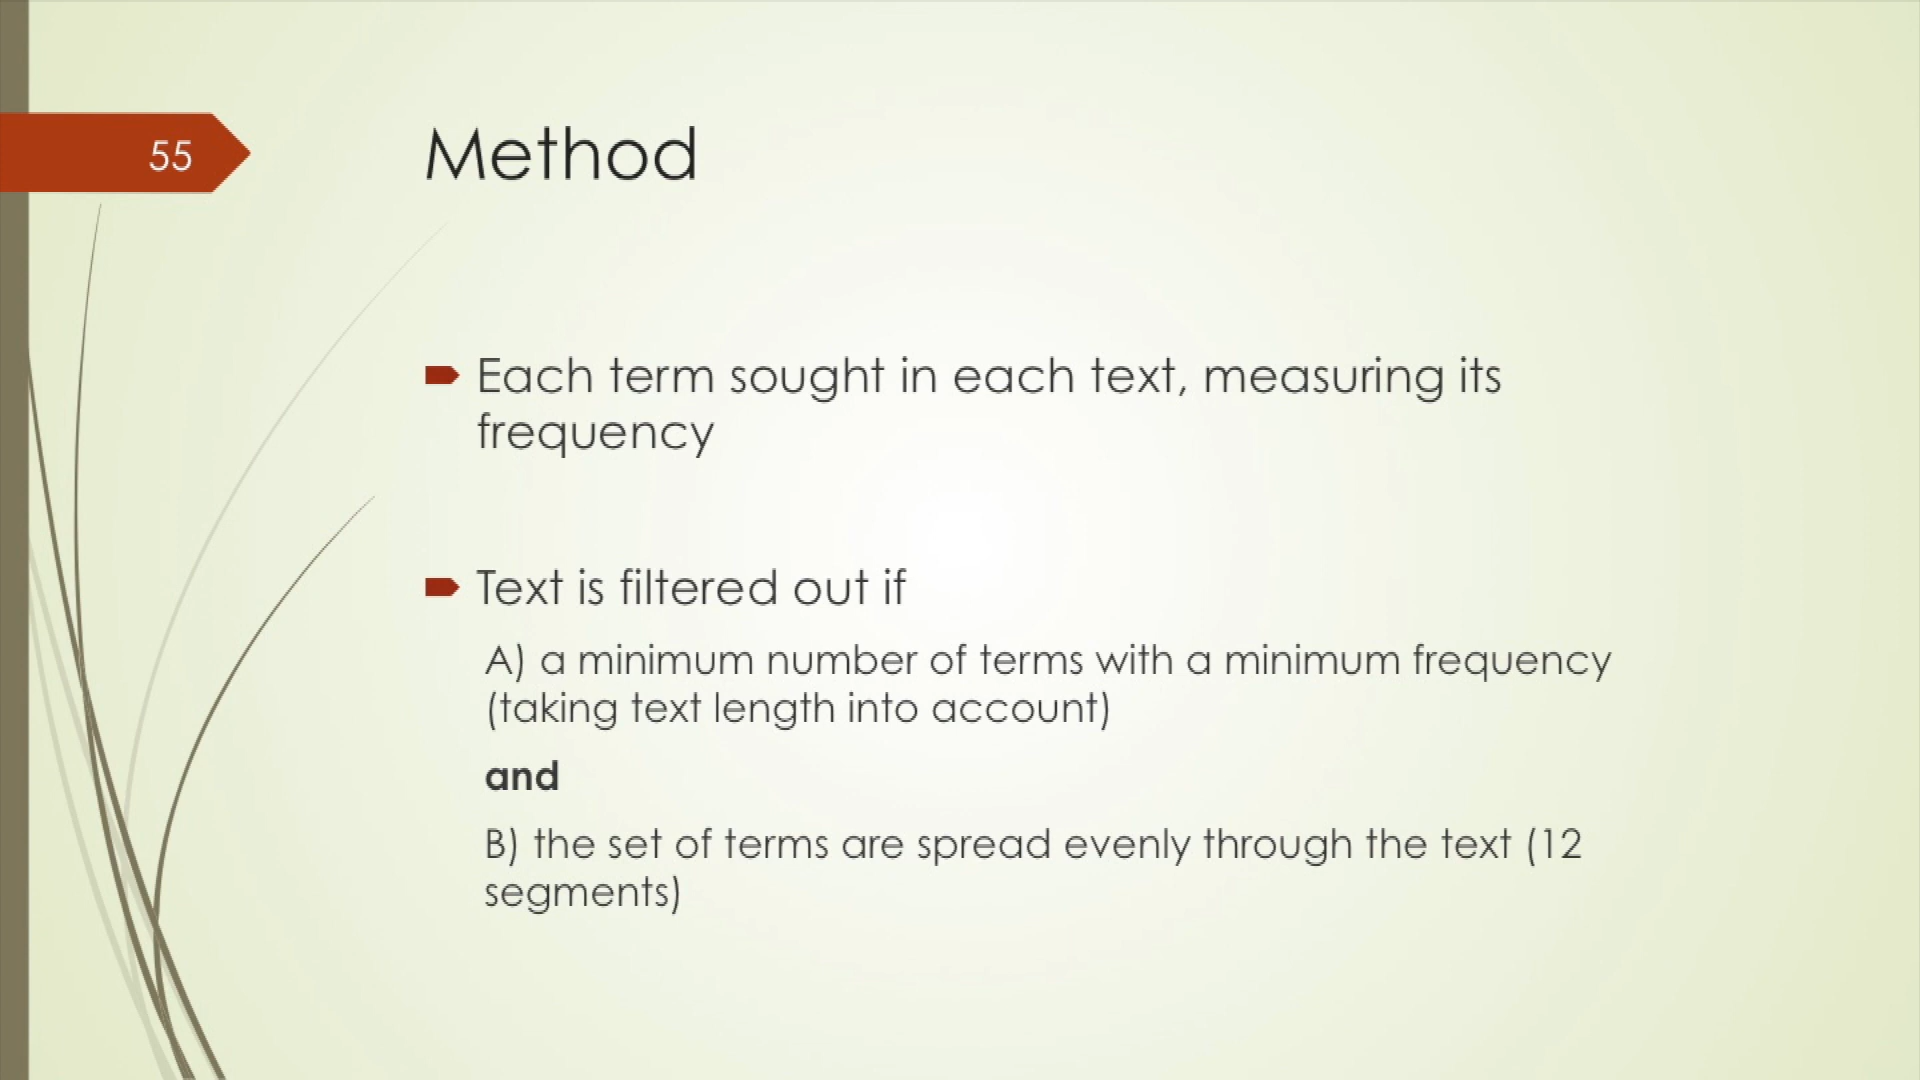 55
Method
Each term sought in each text, measuring its
frequency
Text is filtered out if
A) a minimum number of terms with a minimum frequency
(taking text length into account)
and
B) the set of terms are spread evenly through the text (12
segments)